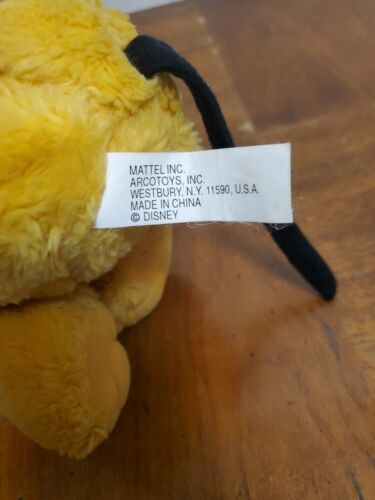 MATTEL INC.
ARCOTOYS, INC.
WESTBURY, N.Y. 11590, U.S.A.
MADE IN CHINA
© DISNEY